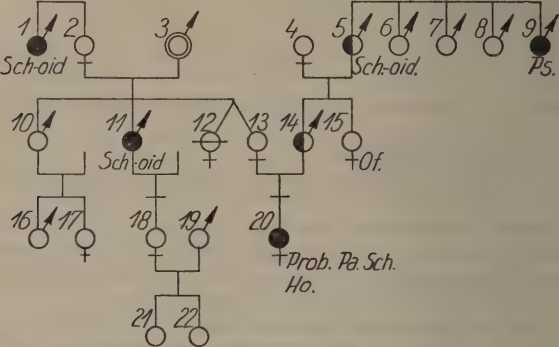 1 2 3 4 5 6 7 8 9
Sch-oid Sch-oid. Ps.
10 11 12 13 14 15
Sch-oid Of.
16 17 18 19 20
Prob. Pa. Sch.
Ho.
21 22